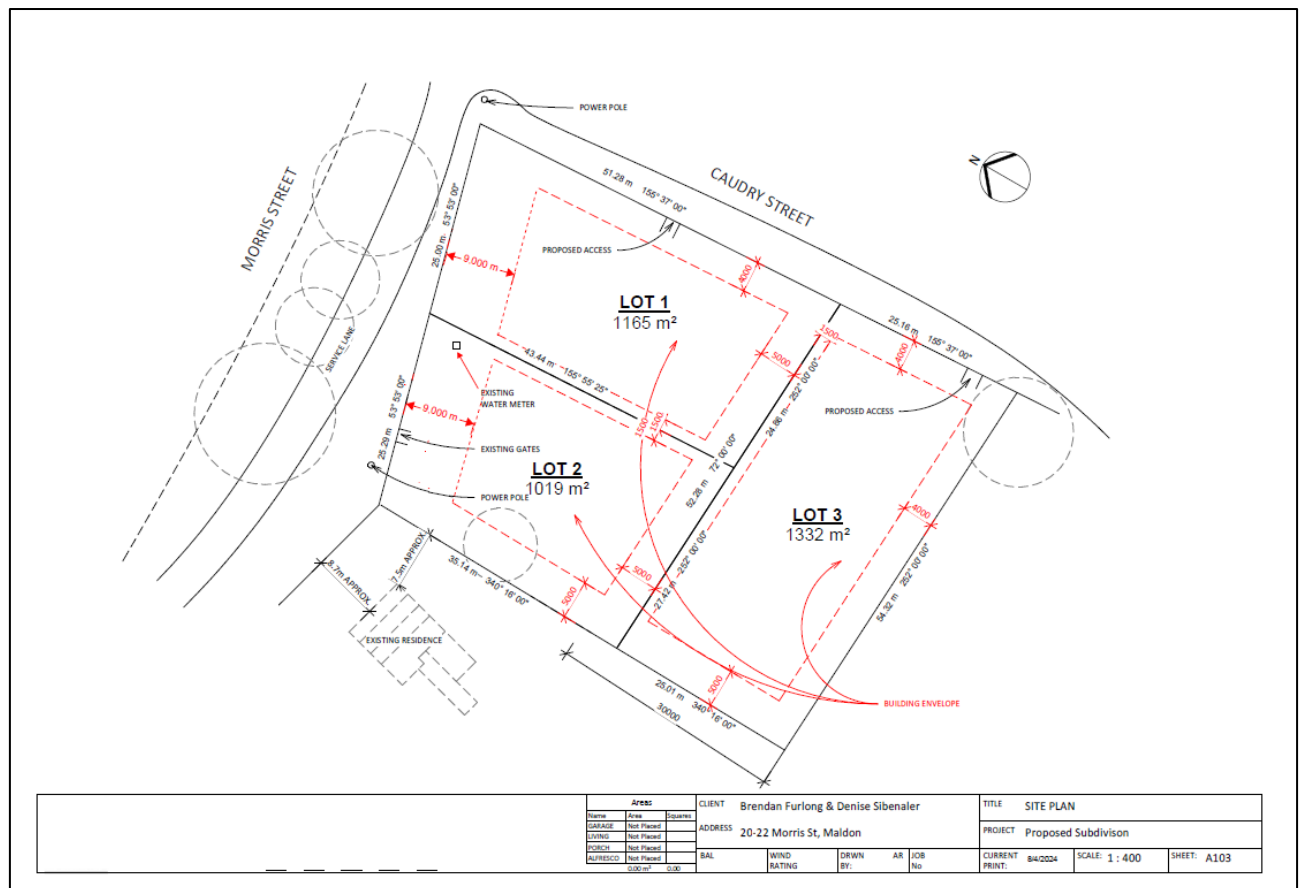 POWER POLE
MORRIS STREET
CAUDRY STREET
N
51.28 m 155° 37' 00"
25.00 m 53° 53' 00"
PROPOSED ACCESS
9.000 m
4000
LOT 1
1165 m²
25.16 m 155° 37' 00"
1500
4000
SERVICE LANE
43.44 m 155° 55' 25"
5000
EXISTING
WATER METER
24.86 m 252° 00' 00"
PROPOSED ACCESS
25.29 m 53° 53' 00"
9.000 m
1500
1500
EXISTING GATES
72° 00' 00"
52.28 m
LOT 2
1019 m²
POWER POLE
LOT 3
1332 m²
4000
35.14 m 340° 16' 00"
7.5m APPROX.
8.7m APPROX.
5000
5000
27.42 m 252° 00' 00"
54.32 m 252° 00' 00"
EXISTING RESIDENCE
5000
25.01 m 340° 16' 00"
30000
BUILDING ENVELOPE
Areas
Name Area Squares
GARAGE Not Placed
LIVING Not Placed
PORCH Not Placed
ALFRESCO Not Placed
0.00 m² 0.00
CLIENT Brendan Furlong & Denise Sibenaler
ADDRESS 20-22 Morris St, Maldon
BAL
WIND RATING
DRWN BY: AR
JOB No
TITLE SITE PLAN
PROJECT Proposed Subdivison
CURRENT PRINT: 8/4/2024
SCALE: 1 : 400
SHEET: A103